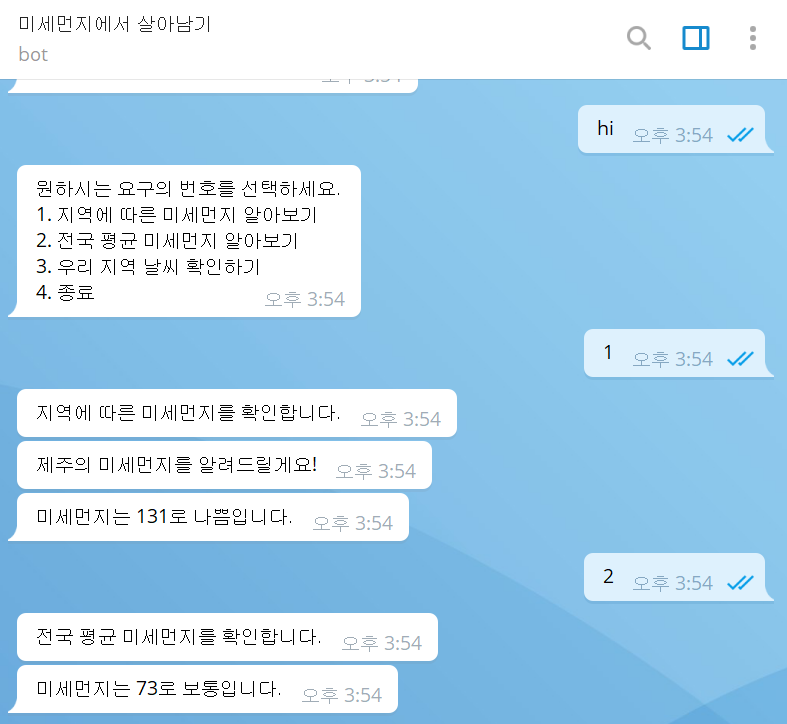 미세먼지에서 살아남기
bot
오후 3:54
hi 오후 3:54
원하시는 요구의 번호를 선택하세요.
1. 지역에 따른 미세먼지 알아보기
2. 전국 평균 미세먼지 알아보기
3. 우리 지역 날씨 확인하기
4. 종료 오후 3:54
1 오후 3:54
지역에 따른 미세먼지를 확인합니다. 오후 3:54
제주의 미세먼지를 알려드릴게요! 오후 3:54
미세먼지는 131로 나쁨입니다. 오후 3:54
2 오후 3:54
전국 평균 미세먼지를 확인합니다. 오후 3:54
미세먼지는 73로 보통입니다. 오후 3:54